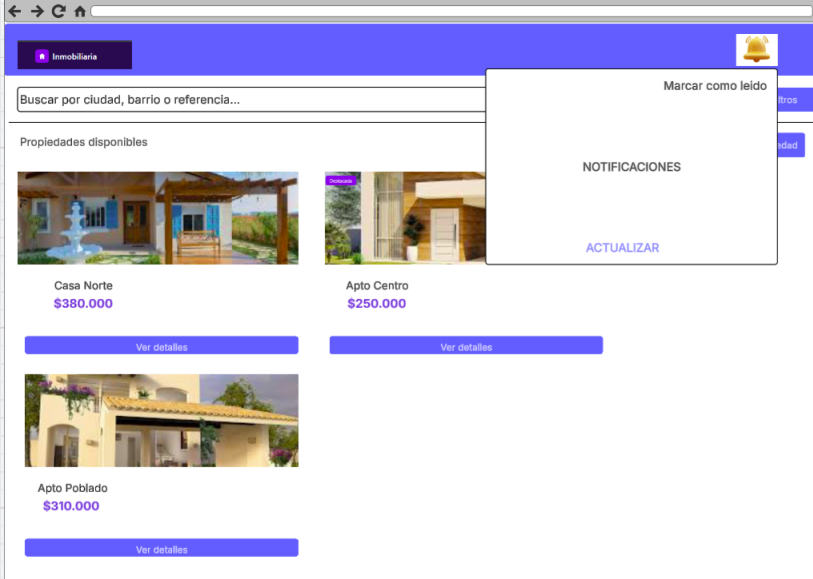 Inmobiliaria
Marcar como leido
Buscar por ciudad, barrio o referencia...
ltros
Propiedades disponibles
edad
NOTIFICACIONES
Destacada
ACTUALIZAR
Casa Norte
$380.000
Apto Centro
$250.000
Ver detalles
Ver detalles
Apto Poblado
$310.000
Ver detalles